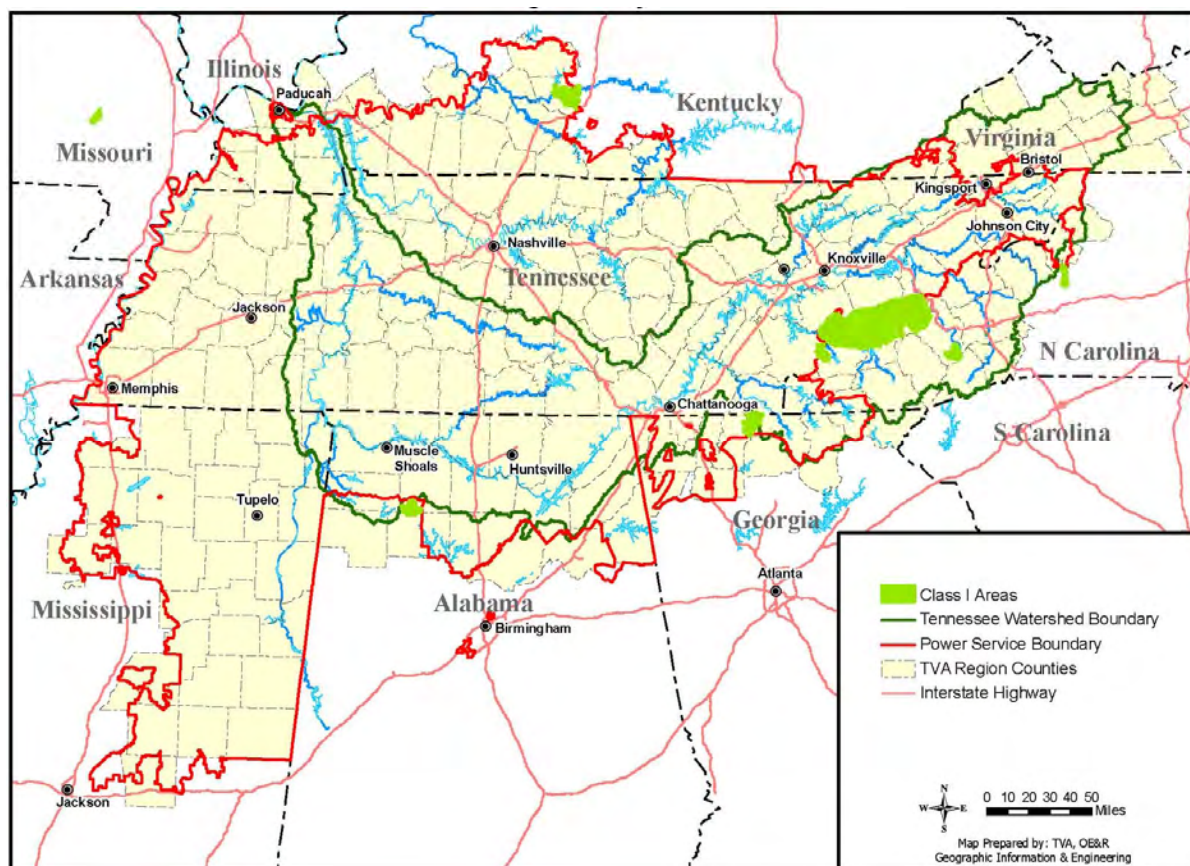 Illinois
Paducah
Kentucky
Missouri
Virginia
Bristol
Kingsport
Johnson City
Nashville
Tennessee
Knoxville
Arkansas
Jackson
N Carolina
Memphis
Chattanooga
S Carolina
Muscle
Shoals
Huntsville
Tupelo
Georgia
Atlanta
Mississippi
Alabama
Birmingham
Jackson
Class I Areas
Tennessee Watershed Boundary
Power Service Boundary
TVA Region Counties
Interstate Highway
N
W E
S
0 10 20 30 40 50
Miles
Map Prepared by: TVA, OE&R
Geographic Information & Engineering